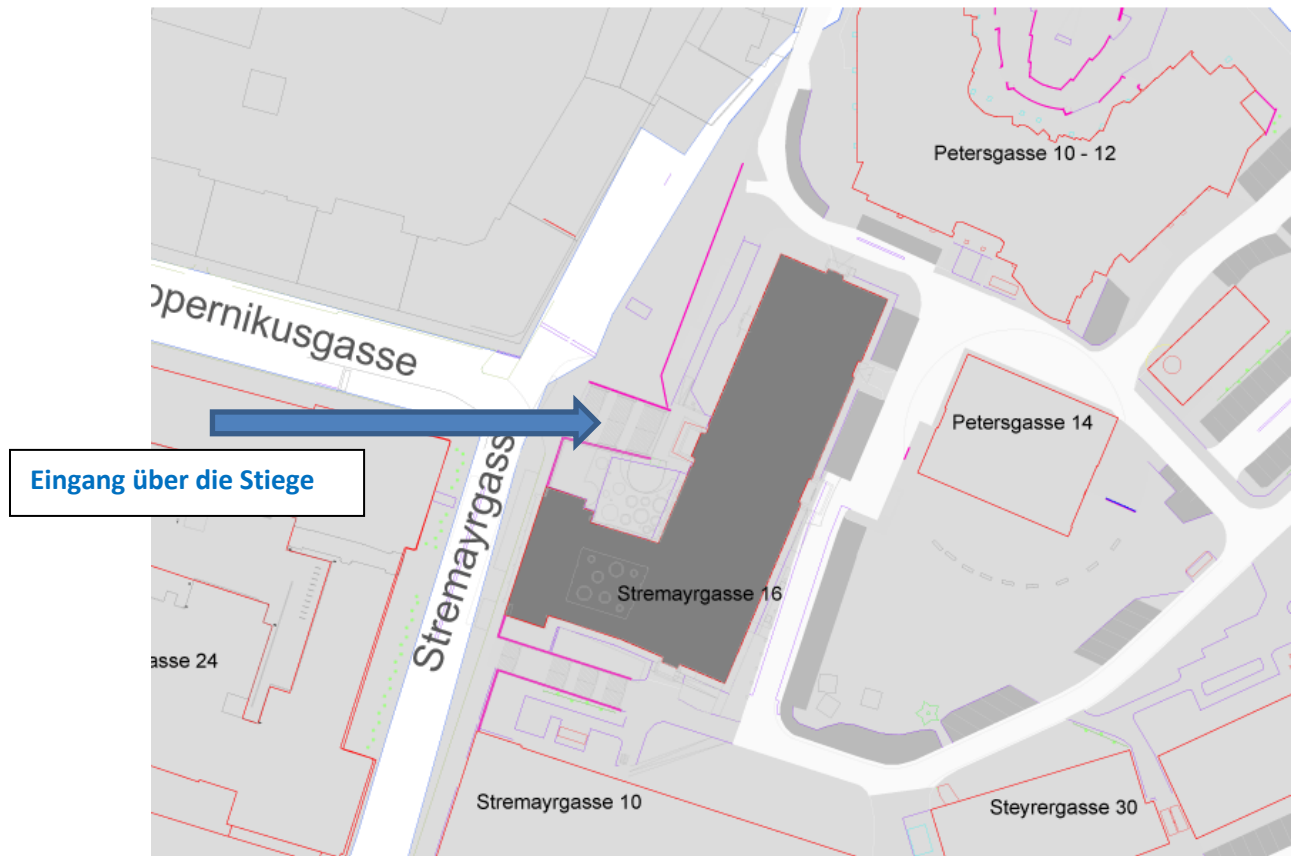 Petersgasse 10 - 12
opernikusgasse
Petersgasse 14
Eingang über die Stiege
Stremayrgass
Stremayrgasse 16
asse 24
Stremayrgasse 10
Steyrergasse 30